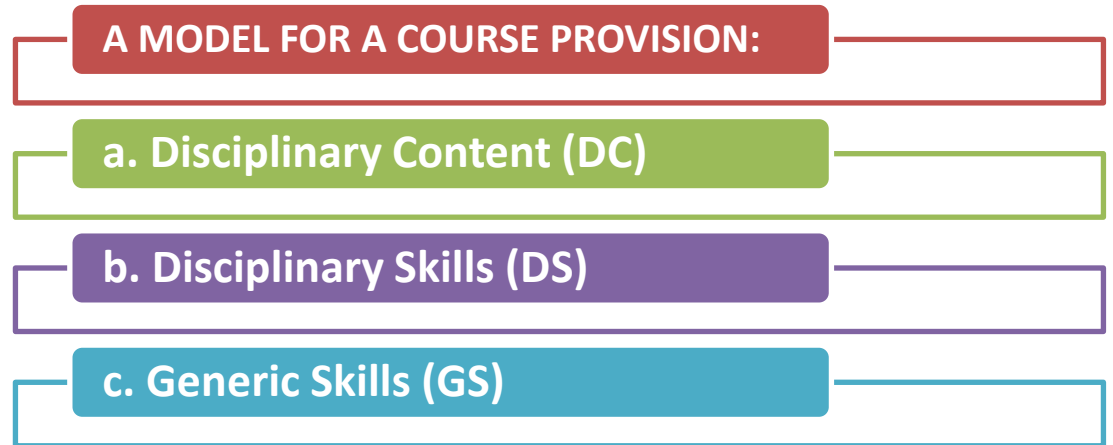 A MODEL FOR A COURSE PROVISION:
a. Disciplinary Content (DC)
b. Disciplinary Skills (DS)
c. Generic Skills (GS)